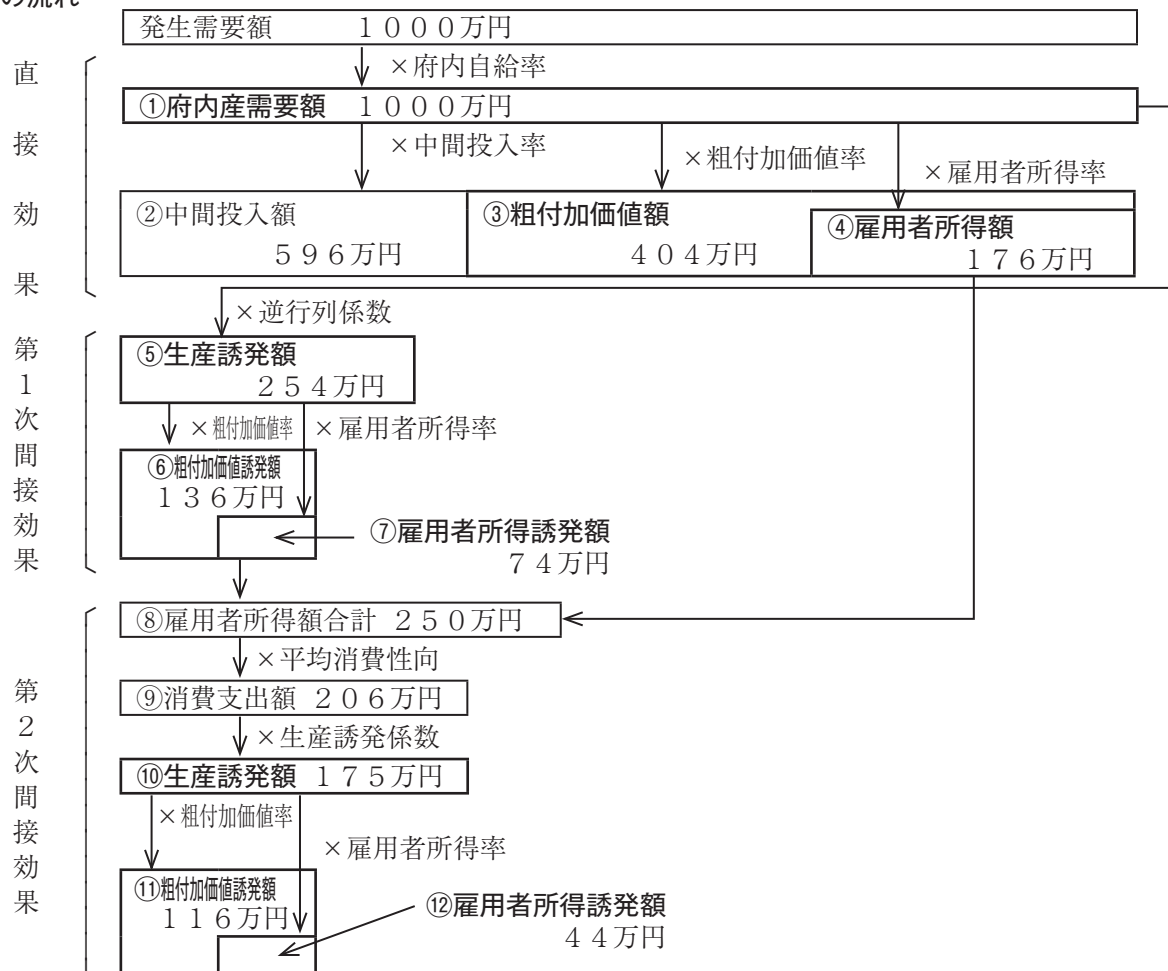 の流れ
発生需要額 １０００万円
×府内自給率
直接効果
①府内産需要額 １０００万円
×中間投入率
×粗付加価値率
×雇用者所得率
②中間投入額
５９６万円
③粗付加価値額
４０４万円
④雇用者所得額
１７６万円
×逆行列係数
第１次間接効果
⑤生産誘発額
２５４万円
×粗付加価値率
×雇用者所得率
⑥粗付加価値誘発額
１３６万円
⑦雇用者所得誘発額
７４万円
第２次間接効果
⑧雇用者所得額合計 ２５０万円
×平均消費性向
⑨消費支出額 ２０６万円
×生産誘発係数
⑩生産誘発額 １７５万円
×粗付加価値率
×雇用者所得率
⑪粗付加価値誘発額
１１６万円
⑫雇用者所得誘発額
４４万円